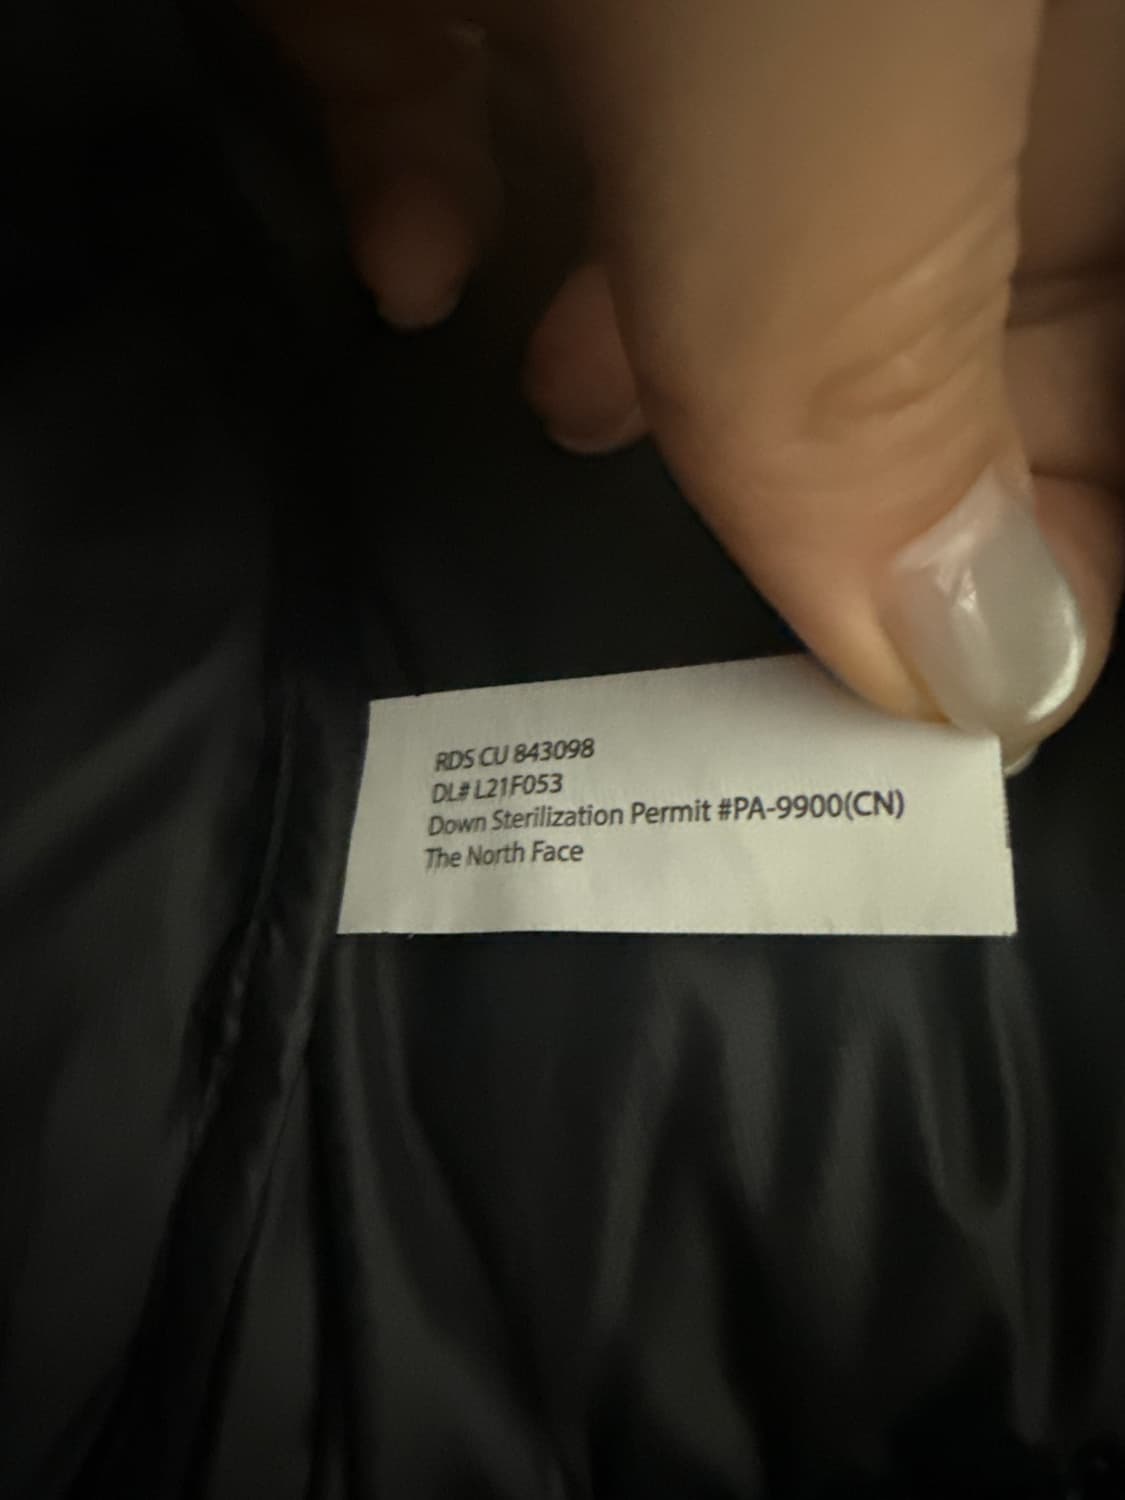 RDS CU 843098
DL# L21F053
Down Sterilization Permit #PA-9900(CN)
The North Face